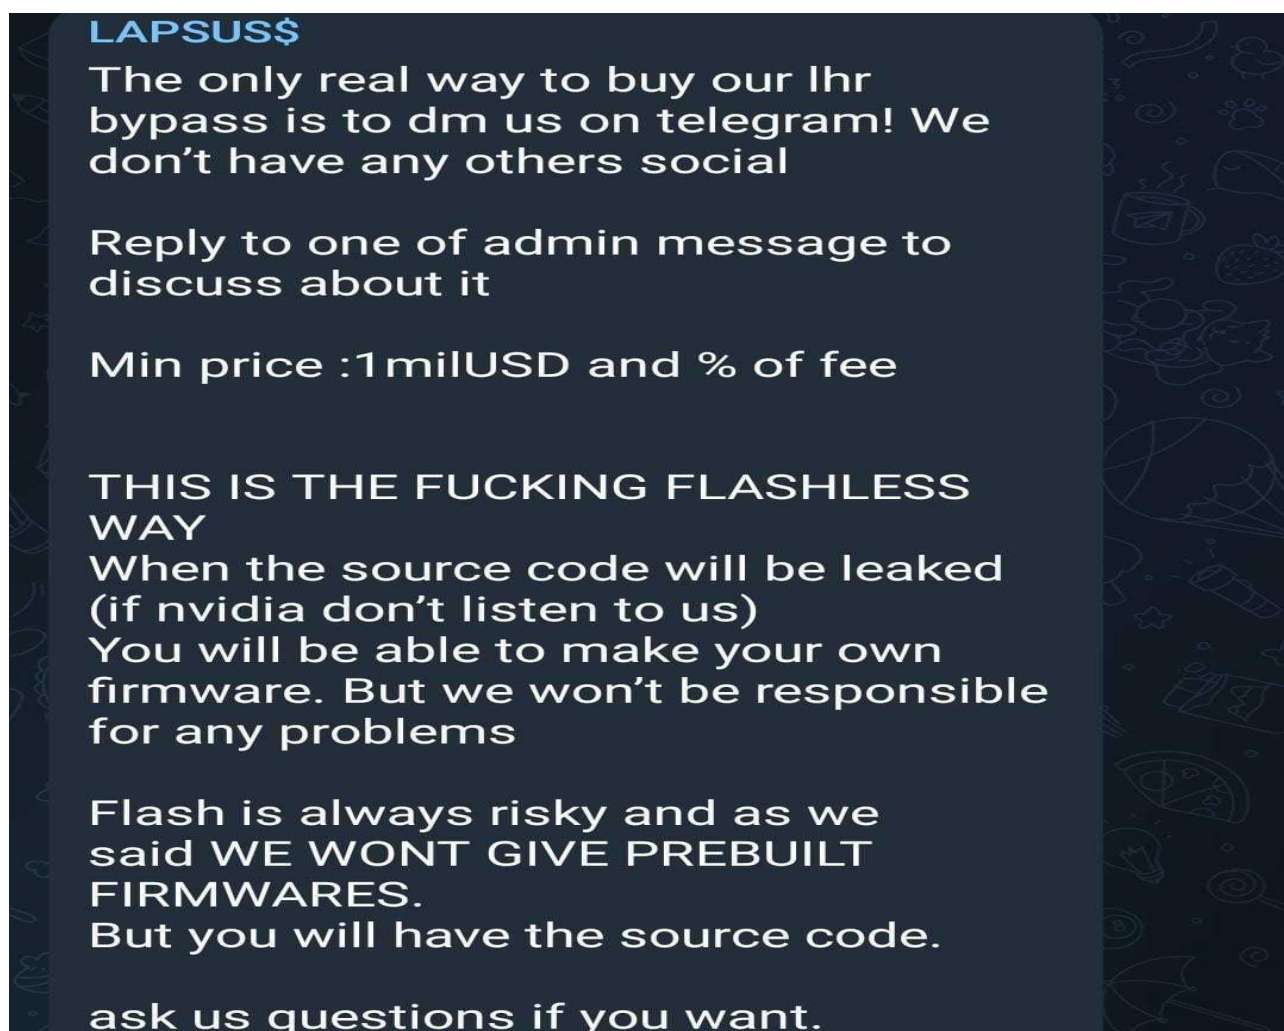 LAPSUS$
The only real way to buy our lhr
bypass is to dm us on telegram! We
don’t have any others social
Reply to one of admin message to
discuss about it
Min price :1milUSD and % of fee
THIS IS THE FUCKING FLASHLESS
WAY
When the source code will be leaked
(if nvidia don’t listen to us)
You will be able to make your own
firmware. But we won’t be responsible
for any problems
Flash is always risky and as we
said WE WONT GIVE PREBUILT
FIRMWARES.
But you will have the source code.
ask us questions if you want.